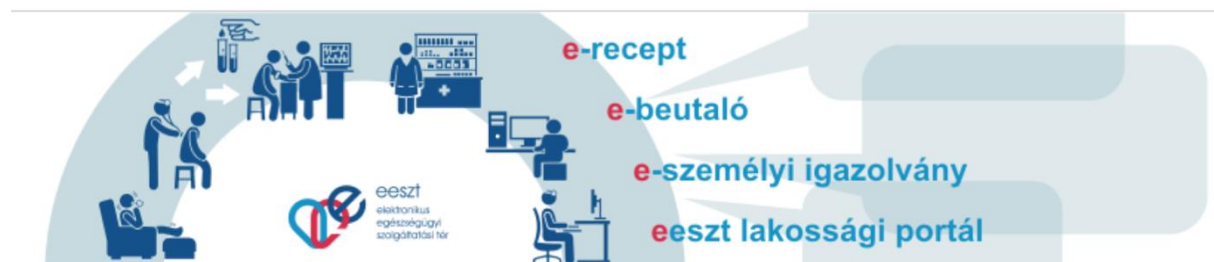 e-recept
e-beutaló
e-személyi igazolvány
eeszt lakossági portál
eeszt
elektronikus
egészségügyi
szolgáltatási tér